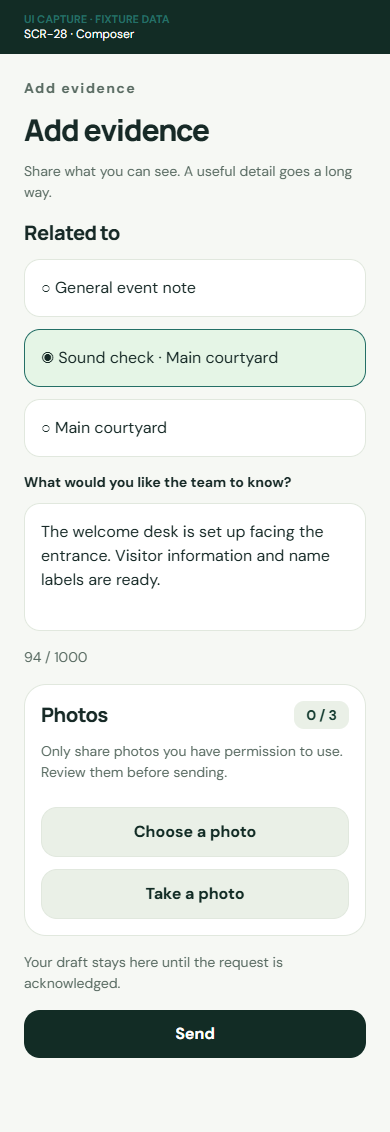 UI CAPTURE · FIXTURE DATA
SCR-28 · Composer
Add evidence
Add evidence
Share what you can see. A useful detail goes a long
way.
Related to
○ General event note
◉ Sound check · Main courtyard
○ Main courtyard
What would you like the team to know?
The welcome desk is set up facing the
entrance. Visitor information and name
labels are ready.
94 / 1000
Photos
0 / 3
Only share photos you have permission to use.
Review them before sending.
Choose a photo
Take a photo
Your draft stays here until the request is
acknowledged.
Send